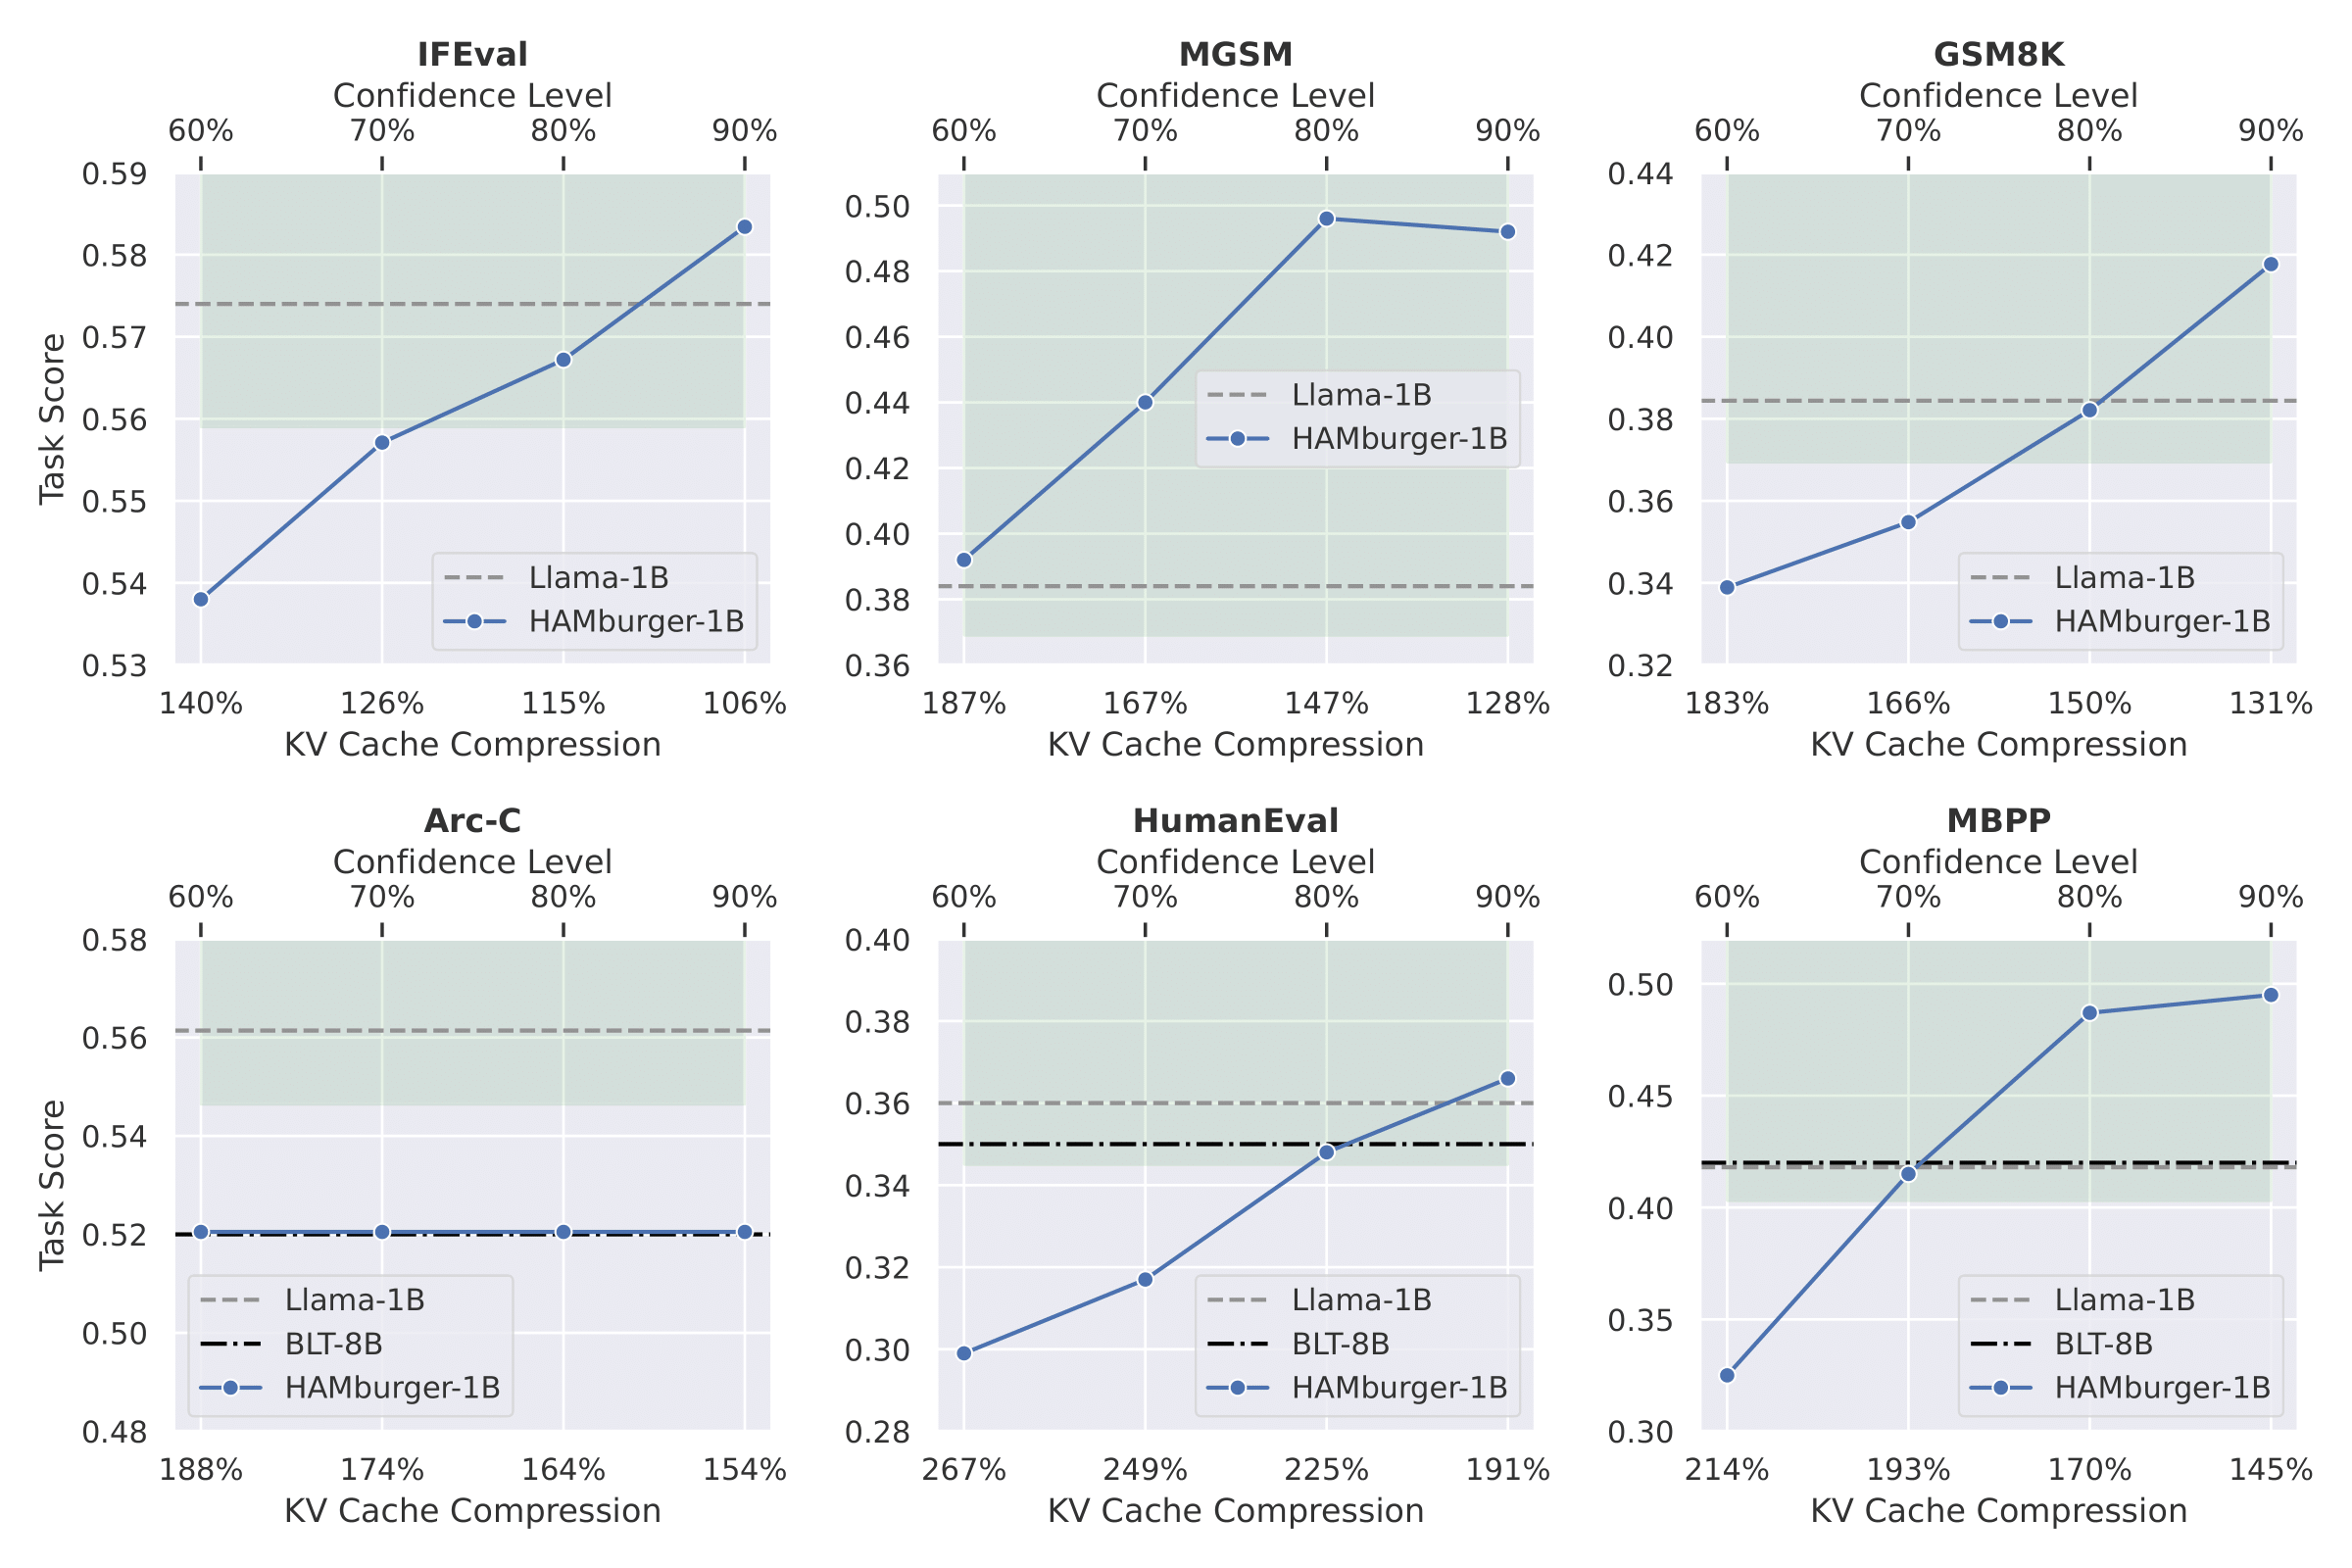 IFEval
Confidence Level
60% 70% 80% 90%
0.59
0.58
0.57
0.56
0.55
0.54
0.53
Task Score
Llama-1B
HAMburger-1B
140% 126% 115% 106%
KV Cache Compression
MGSM
Confidence Level
60% 70% 80% 90%
0.50
0.48
0.46
0.44
0.42
0.40
0.38
0.36
Llama-1B
HAMburger-1B
187% 167% 147% 128%
KV Cache Compression
GSM8K
Confidence Level
60% 70% 80% 90%
0.44
0.42
0.40
0.38
0.36
0.34
0.32
Llama-1B
HAMburger-1B
183% 166% 150% 131%
KV Cache Compression
Arc-C
Confidence Level
60% 70% 80% 90%
0.58
0.56
0.54
0.52
0.50
0.48
Task Score
Llama-1B
BLT-8B
HAMburger-1B
188% 174% 164% 154%
KV Cache Compression
HumanEval
Confidence Level
60% 70% 80% 90%
0.40
0.38
0.36
0.34
0.32
0.30
0.28
Llama-1B
BLT-8B
HAMburger-1B
267% 249% 225% 191%
KV Cache Compression
MBPP
Confidence Level
60% 70% 80% 90%
0.50
0.45
0.40
0.35
0.30
Llama-1B
BLT-8B
HAMburger-1B
214% 193% 170% 145%
KV Cache Compression